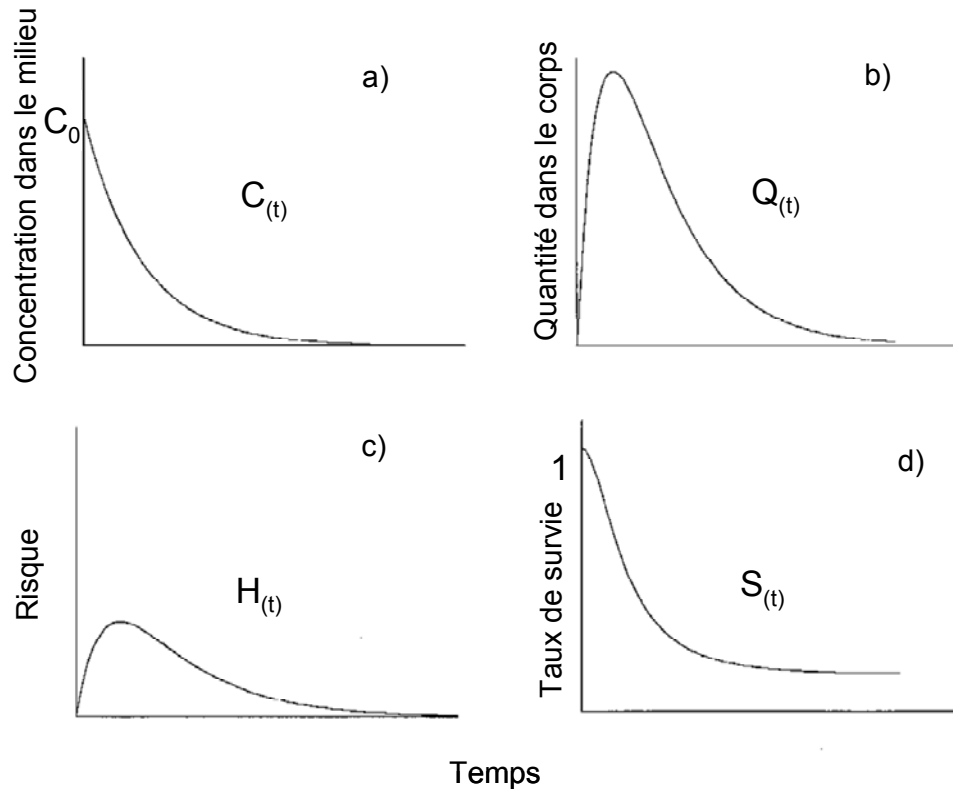 Concentration dans le milieu
a)
C0
C(t)
Quantité dans le corps
b)
Q(t)
Risque
c)
H(t)
Taux de survie
1
d)
S(t)
Temps